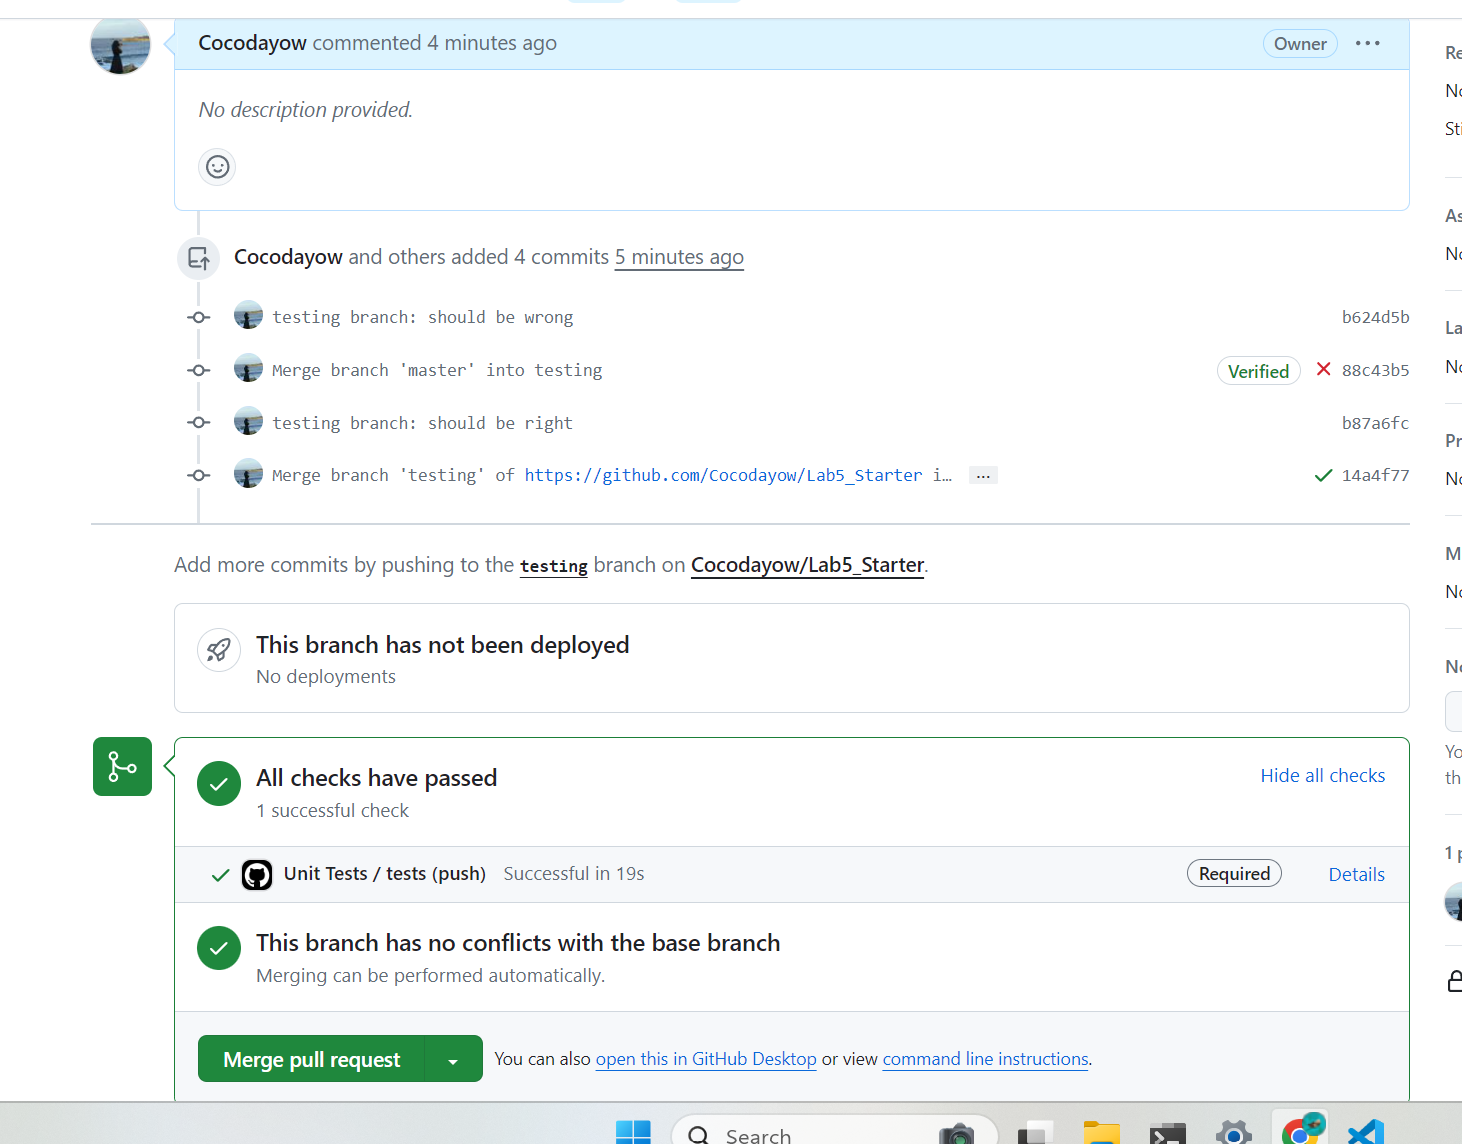 Cocodayow commented 4 minutes ago
Owner
...
No description provided.
Cocodayow and others added 4 commits 5 minutes ago
testing branch: should be wrong
b624d5b
Merge branch 'master' into testing
Verified
88c43b5
testing branch: should be right
b87a6fc
Merge branch 'testing' of https://github.com/Cocodayow/Lab5_Starter i…
...
14a4f77
Add more commits by pushing to the testing branch on Cocodayow/Lab5_Starter.
This branch has not been deployed
No deployments
All checks have passed
Hide all checks
1 successful check
Unit Tests / tests (push) Successful in 19s
Required
Details
This branch has no conflicts with the base branch
Merging can be performed automatically.
Merge pull request
You can also open this in GitHub Desktop or view command line instructions.
Re
No
Sti
As
No
La
No
Pr
No
M
No
No
Yo
th
1 p
Search